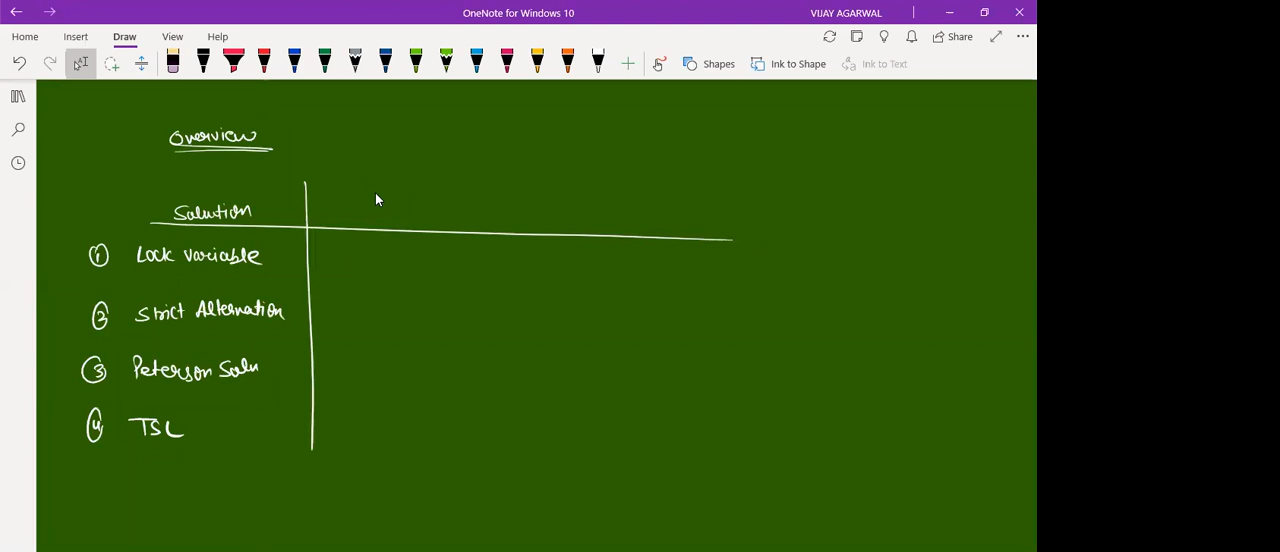 OneNote for Windows 10
VIJAY AGARWAL
Home Insert Draw View Help
Share
Shapes Ink to Shape Ink to Text
Overview
Solution
① Lock variable
② Strict Alternation
③ Peterson Soln
④ TSL